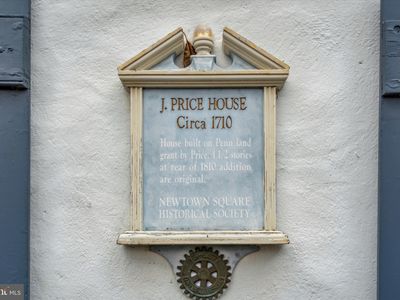 J. PRICE HOUSE
Circa 1710
House built on Penn land
grant by Price. 1 1/2 stories
at rear of 1810 addition
are original.
NEWTOWN SQUARE
HISTORICAL SOCIETY
MLS